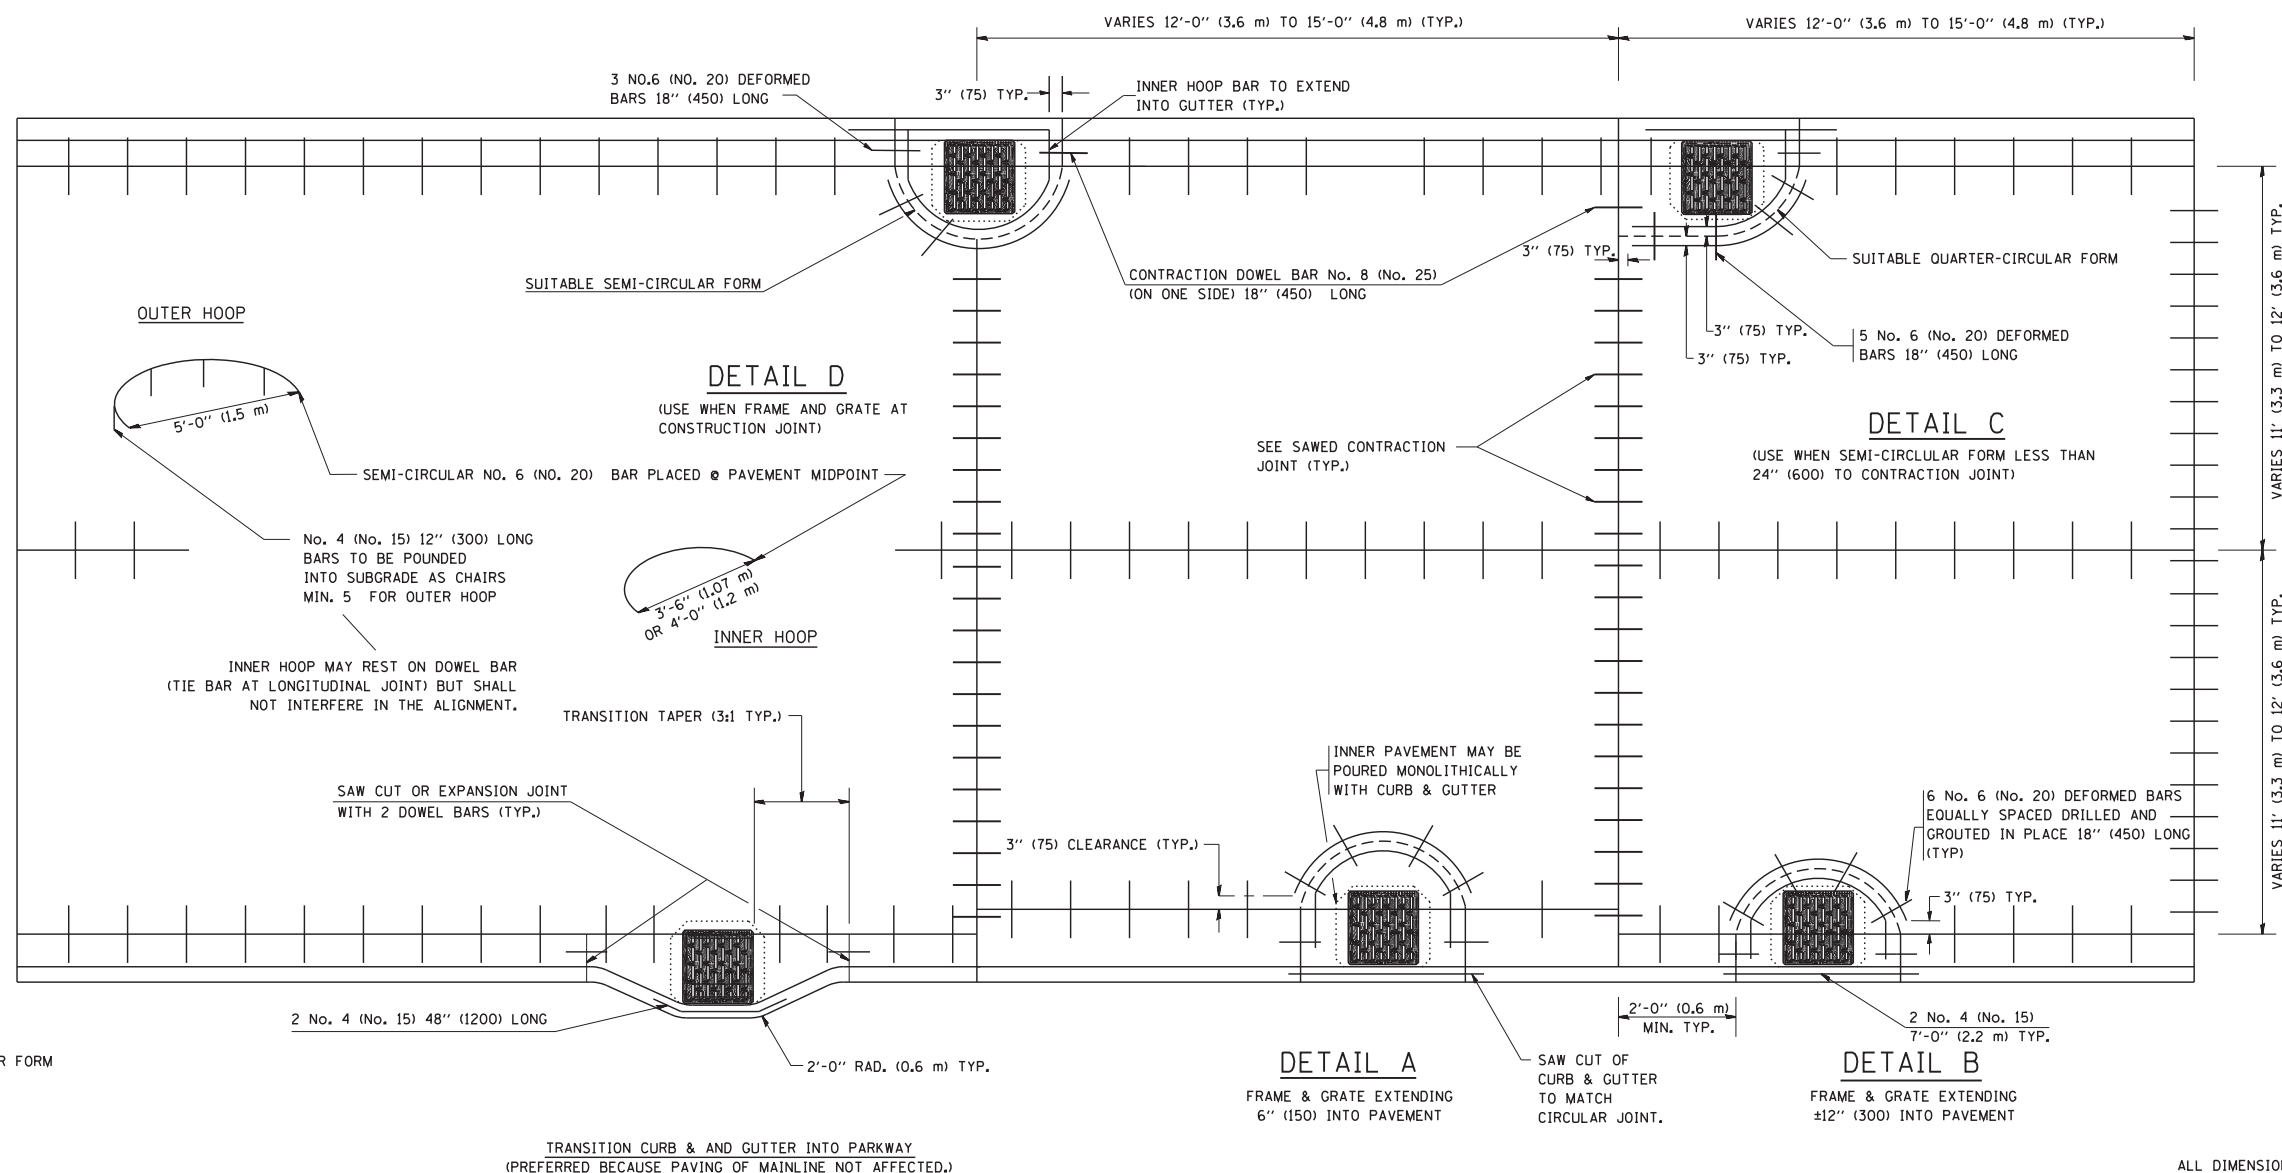 VARIES 12'-0'' (3.6 m) TO 15'-0'' (4.8 m) (TYP.)
VARIES 12'-0'' (3.6 m) TO 15'-0'' (4.8 m) (TYP.)
3 NO.6 (NO. 20) DEFORMED
BARS 18'' (450) LONG
3'' (75) TYP.
INNER HOOP BAR TO EXTEND
INTO GUTTER (TYP.)
SUITABLE SEMI-CIRCULAR FORM
CONTRACTION DOWEL BAR No. 8 (No. 25)
(ON ONE SIDE) 18'' (450) LONG
3'' (75) TYP.
SUITABLE QUARTER-CIRCULAR FORM
3'' (75) TYP.
3'' (75) TYP.
5 No. 6 (No. 20) DEFORMED
BARS 18'' (450) LONG
VARIES 11' (3.3 m) TO 12' (3.6 m) TYP.
OUTER HOOP
5'-0'' (1.5 m)
DETAIL D
(USE WHEN FRAME AND GRATE AT
CONSTRUCTION JOINT)
SEMI-CIRCULAR NO. 6 (NO. 20) BAR PLACED @ PAVEMENT MIDPOINT
SEE SAWED CONTRACTION
JOINT (TYP.)
DETAIL C
(USE WHEN SEMI-CIRCLULAR FORM LESS THAN
24'' (600) TO CONTRACTION JOINT)
No. 4 (No. 15) 12'' (300) LONG
BARS TO BE POUNDED
INTO SUBGRADE AS CHAIRS
MIN. 5 FOR OUTER HOOP
3'-6'' (1.07 m)
OR 4'-0'' (1.2 m)
INNER HOOP
INNER HOOP MAY REST ON DOWEL BAR
(TIE BAR AT LONGITUDINAL JOINT) BUT SHALL
NOT INTERFERE IN THE ALIGNMENT.
VARIES 11' (3.3 m) TO 12' (3.6 m) TYP.
TRANSITION TAPER (3:1 TYP.)
SAW CUT OR EXPANSION JOINT
WITH 2 DOWEL BARS (TYP.)
INNER PAVEMENT MAY BE
POURED MONOLITHICALLY
WITH CURB & GUTTER
3'' (75) CLEARANCE (TYP.)
6 No. 6 (No. 20) DEFORMED BARS
EQUALLY SPACED DRILLED AND
GROUTED IN PLACE 18'' (450) LONG
(TYP)
3'' (75) TYP.
2 No. 4 (No. 15) 48'' (1200) LONG
2'-0'' RAD. (0.6 m) TYP.
2'-0'' (0.6 m)
MIN. TYP.
2 No. 4 (No. 15)
7'-0'' (2.2 m) TYP.
R FORM
DETAIL A
FRAME & GRATE EXTENDING
6'' (150) INTO PAVEMENT
SAW CUT OF
CURB & GUTTER
TO MATCH
CIRCULAR JOINT.
DETAIL B
FRAME & GRATE EXTENDING
±12'' (300) INTO PAVEMENT
TRANSITION CURB & AND GUTTER INTO PARKWAY
(PREFERRED BECAUSE PAVING OF MAINLINE NOT AFFECTED.)
ALL DIMENSIO